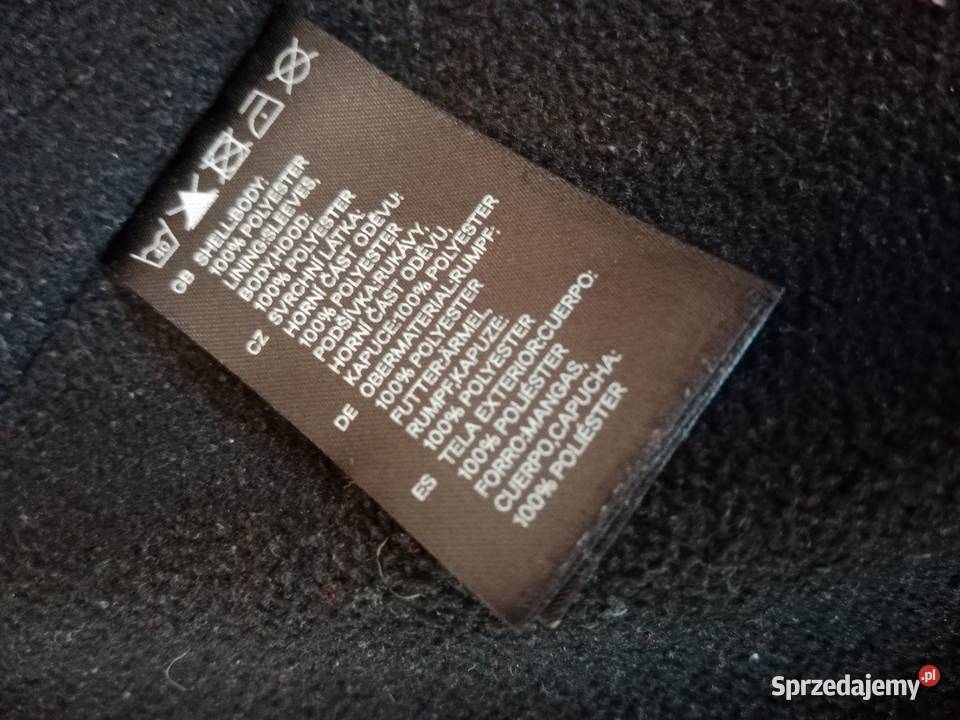 40
GB SHELL:BODY:
100% POLYESTER
LINING:SLEEVES,
BODY,HOOD:
100% POLYESTER
CZ SVRCHNÍ LÁTKA:
HORNÍ ČÁST ODĚVU:
100% POLYESTER
PODŠÍVKA:RUKÁVY,
HORNÍ ČÁST ODĚVU,
KAPUCE:100% POLYESTER
DE OBERMATERIAL:RUMPF:
100% POLYESTER
FUTTER:ÄRMEL,
RUMPF,KAPUZE:
100% POLYESTER
ES TELA EXTERIOR:CUERPO:
100% POLIÉSTER
FORRO:MANGAS,
CUERPO,CAPUCHA:
100% POLIÉSTER
Sprzedajemy.pl